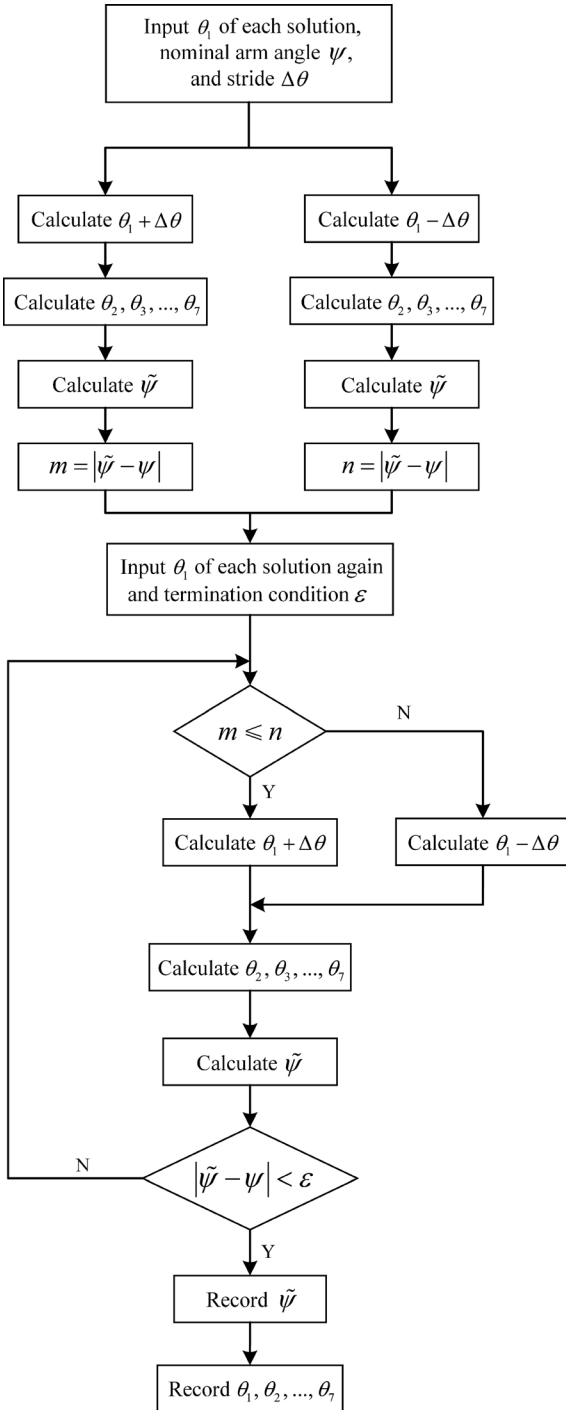 Input θ₁ of each solution,
nominal arm angle ψ,
and stride Δθ
Calculate θ₁ + Δθ
Calculate θ₁ − Δθ
Calculate θ₂, θ₃, ..., θ₇
Calculate θ₂, θ₃, ..., θ₇
Calculate ψ̃
Calculate ψ̃
m = |ψ̃ − ψ|
n = |ψ̃ − ψ|
Input θ₁ of each solution again
and termination condition ε
m ⩽ n
N
Y
Calculate θ₁ + Δθ
Calculate θ₁ − Δθ
Calculate θ₂, θ₃, ..., θ₇
Calculate ψ̃
N
|ψ̃ − ψ| < ε
Y
Record ψ̃
Record θ₁, θ₂, ..., θ₇